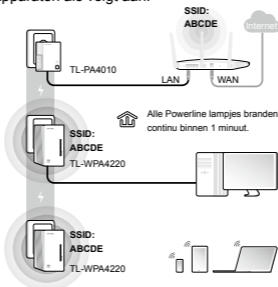 apparaten als volgt aan.
SSID:
ABCDE
Internet
TL-PA4010
LAN
WAN
Alle Powerline lampjes branden
continu binnen 1 minuut.
SSID:
ABCDE
TL-WPA4220
SSID:
ABCDE
TL-WPA4220